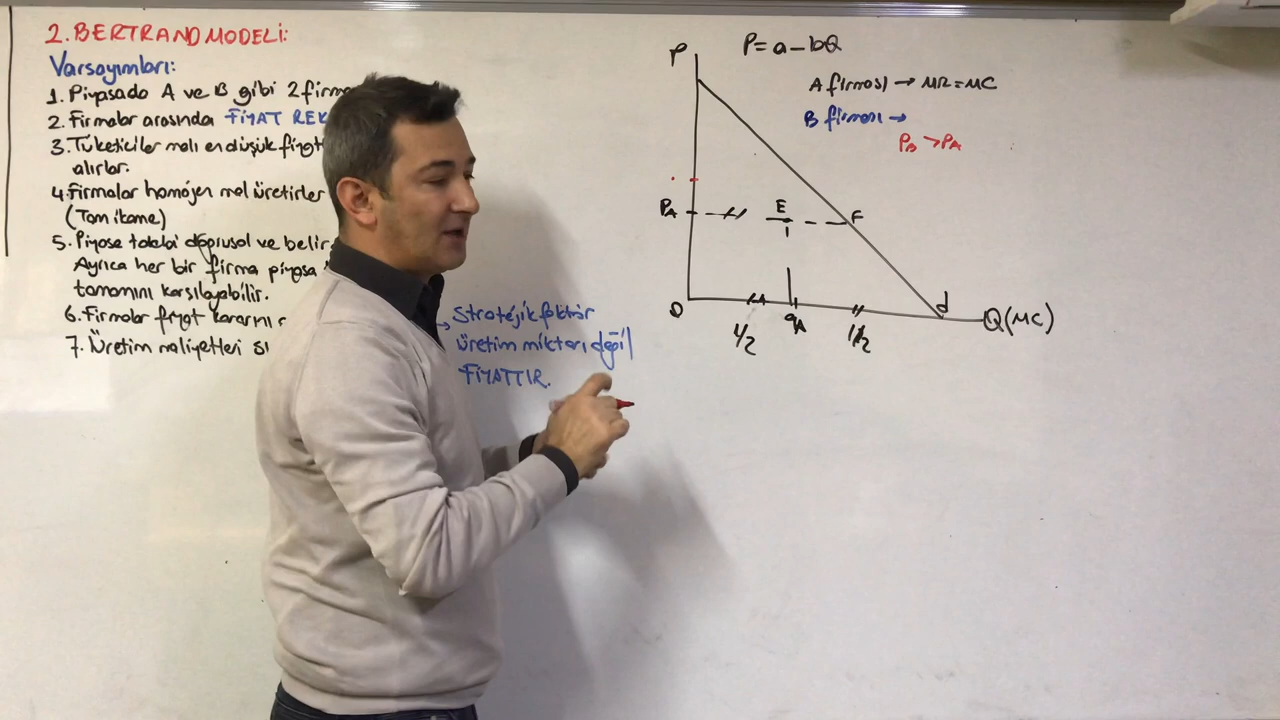 2. BERTRAND MODELİ:
Varsayımları:
1. Piyasada A ve B gibi 2 firma
2. Firmalar arasında FİYAT REK
3. Tüketiciler malı en düşük fiyat
alırlar.
4. Firmalar homojen mal üretirler
(Tam ikame)
5. Piyasa talebi doğrusal ve belir
Ayrıca her bir firma piyasa
tamamını karşılayabilir.
6. Firmalar fiyat kararını
7. Üretim maliyetleri sı
→ Stratejik faktör
üretim miktarı değil
FİYATTIR.
P = a - bQ
P
A firması → MR = MC
B firması →
PB > PA
PA
E
F
0
A
qA
d
Q(MC)
1/2
1/2